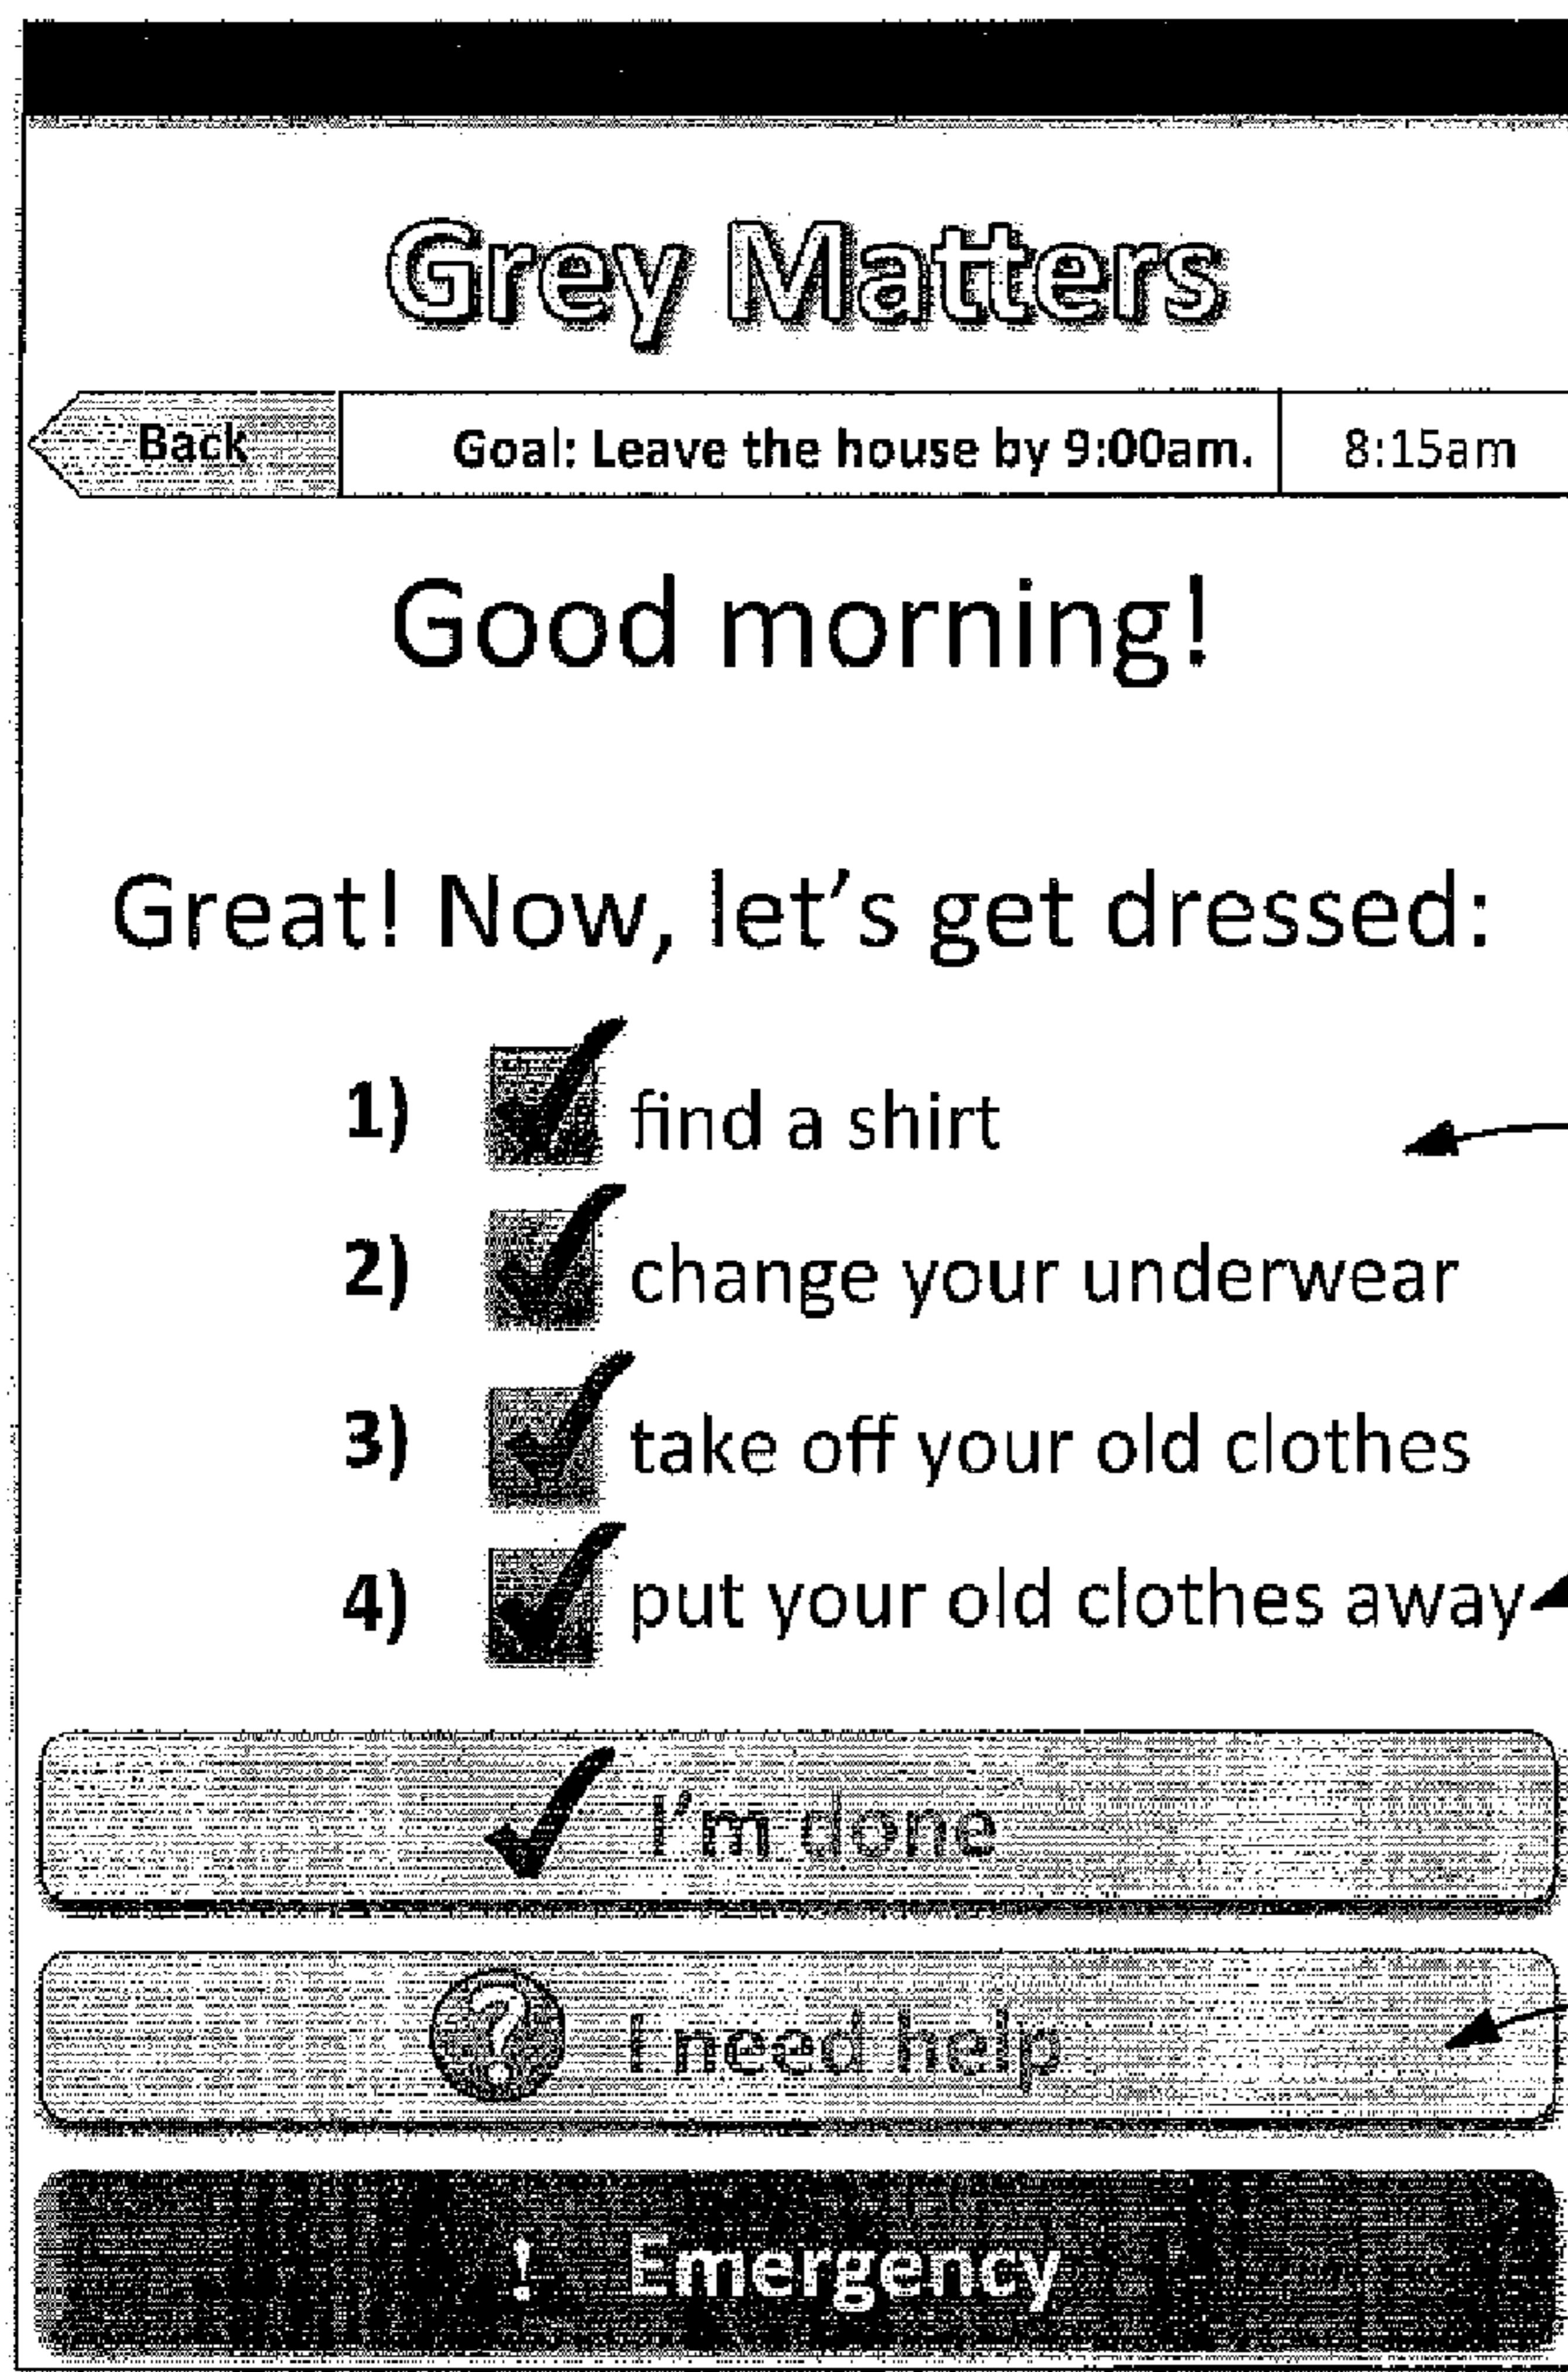 Grey Matters
Back Goal: Leave the house by 9:00am. 8:15am
Good morning!
Great! Now, let's get dressed:
1) find a shirt
2) change your underwear
3) take off your old clothes
4) put your old clothes away
I'm done
? I need help
! Emergency